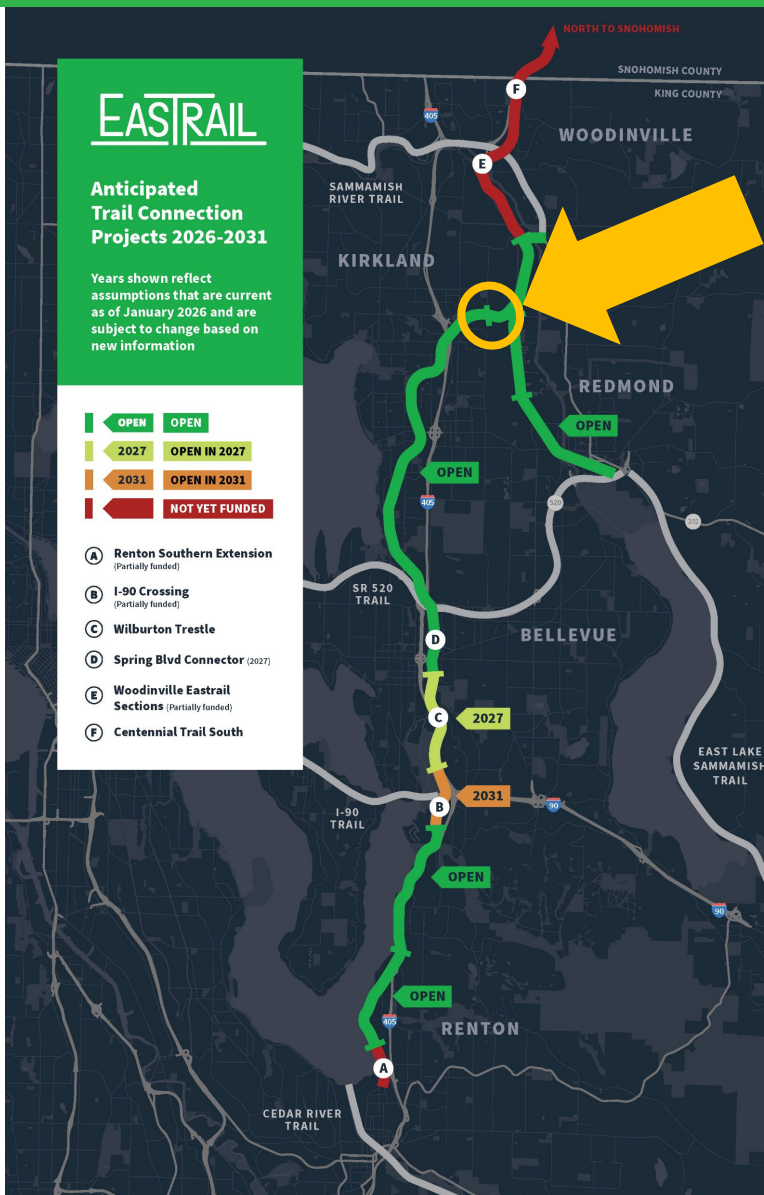 EASTRAIL
Anticipated
Trail Connection
Projects 2026-2031
Years shown reflect
assumptions that are current
as of January 2026 and are
subject to change based on
new information
OPEN OPEN
2027 OPEN IN 2027
2031 OPEN IN 2031
NOT YET FUNDED
A Renton Southern Extension
(Partially funded)
B I-90 Crossing
(Partially funded)
C Wilburton Trestle
D Spring Blvd Connector (2027)
E Woodinville Eastrail
Sections (Partially funded)
F Centennial Trail South
NORTH TO SNOHOMISH
SNOHOMISH COUNTY
F
KING COUNTY
405
WOODINVILLE
E
SAMMAMISH
RIVER TRAIL
KIRKLAND
REDMOND
OPEN
OPEN
405
520
202
SR 520
TRAIL
BELLEVUE
D
C
2027
EAST LAKE
SAMMAMISH
TRAIL
2031
B
90
I-90
TRAIL
OPEN
90
OPEN
405
RENTON
A
CEDAR RIVER
TRAIL